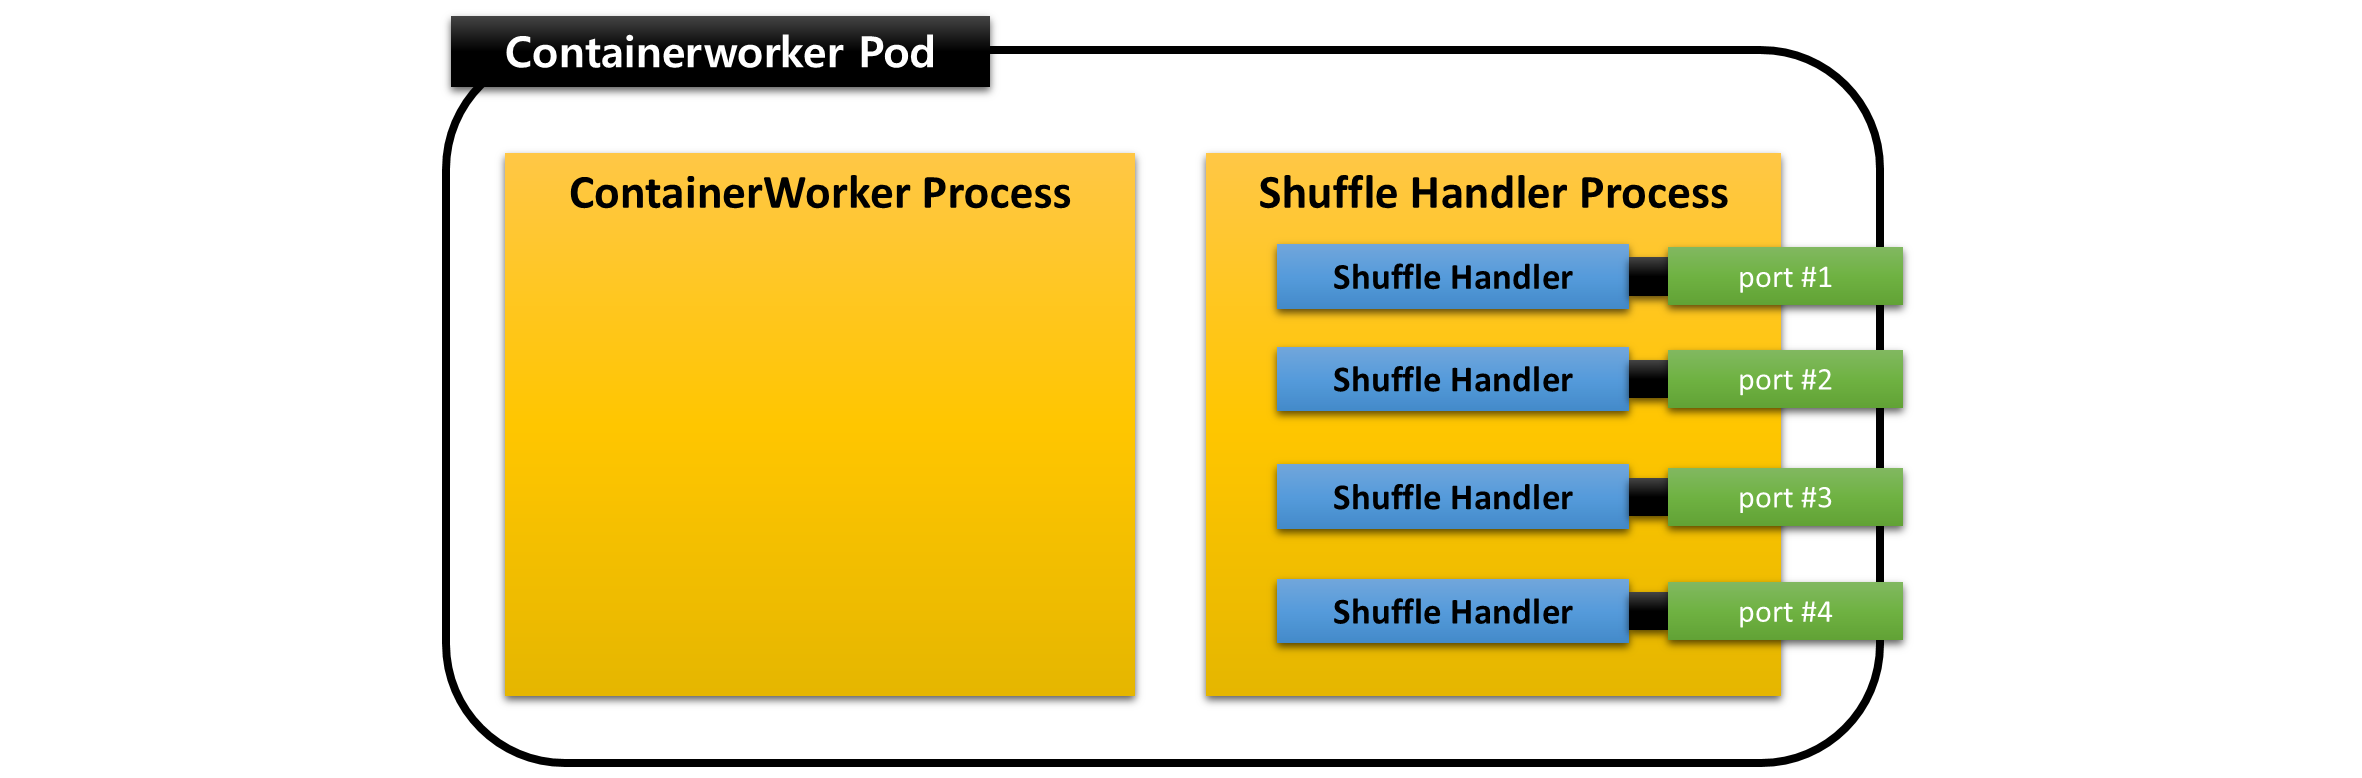 Containerworker Pod
ContainerWorker Process
Shuffle Handler Process
Shuffle Handler
port #1
Shuffle Handler
port #2
Shuffle Handler
port #3
Shuffle Handler
port #4